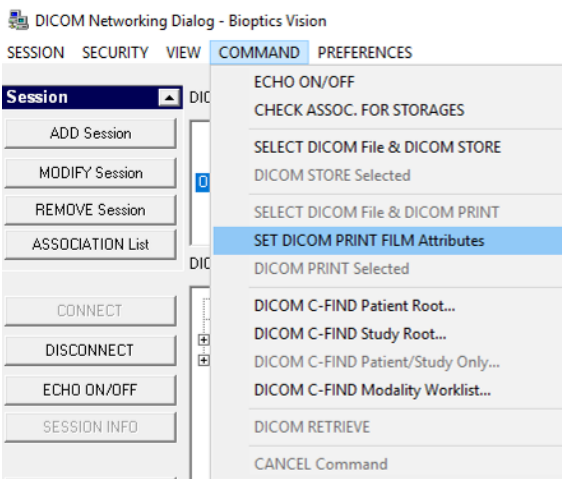 DICOM Networking Dialog - Bioptics Vision
SESSION SECURITY VIEW COMMAND PREFERENCES
Session
ADD Session
MODIFY Session
REMOVE Session
ASSOCIATION List
CONNECT
DISCONNECT
ECHO ON/OFF
SESSION INFO
ECHO ON/OFF
CHECK ASSOC. FOR STORAGES
SELECT DICOM File & DICOM STORE
DICOM STORE Selected
SELECT DICOM File & DICOM PRINT
SET DICOM PRINT FILM Attributes
DICOM PRINT Selected
DICOM C-FIND Patient Root...
DICOM C-FIND Study Root...
DICOM C-FIND Patient/Study Only...
DICOM C-FIND Modality Worklist...
DICOM RETRIEVE
CANCEL Command